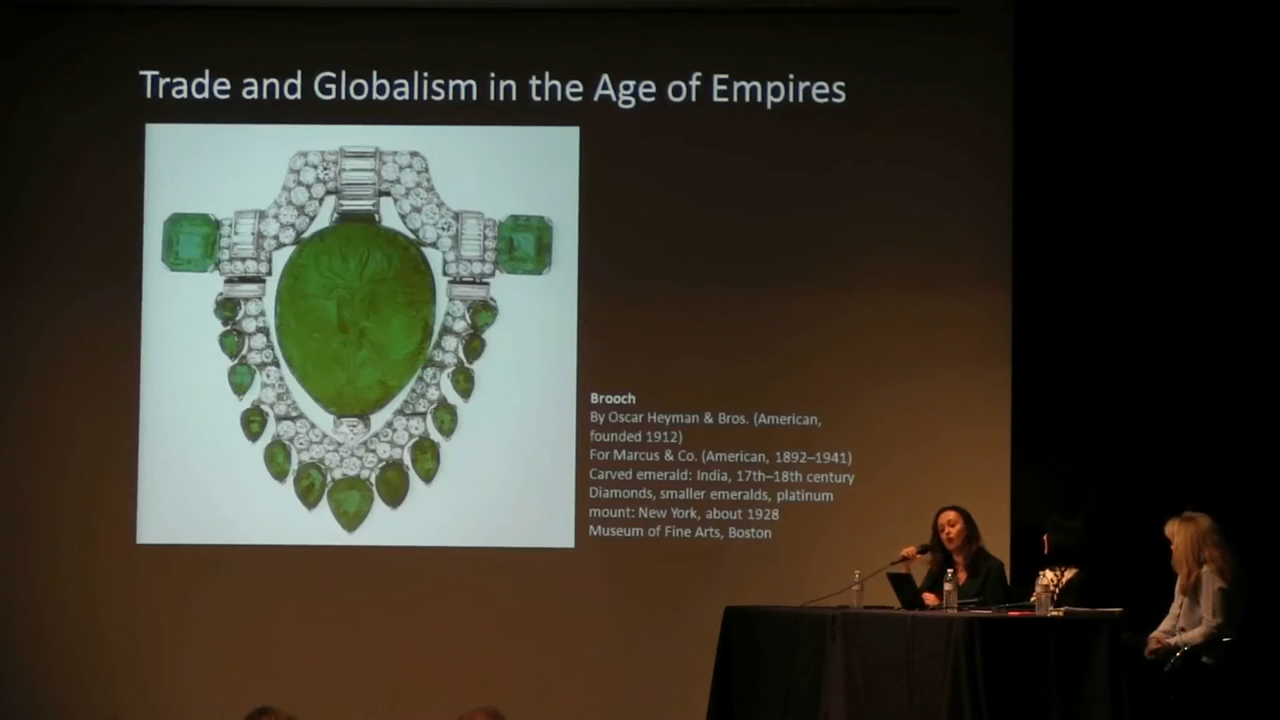 Trade and Globalism in the Age of Empires
Brooch
By Oscar Heyman & Bros. (American,
founded 1912)
For Marcus & Co. (American, 1892–1941)
Carved emerald: India, 17th–18th century
Diamonds, smaller emeralds, platinum
mount: New York, about 1928
Museum of Fine Arts, Boston